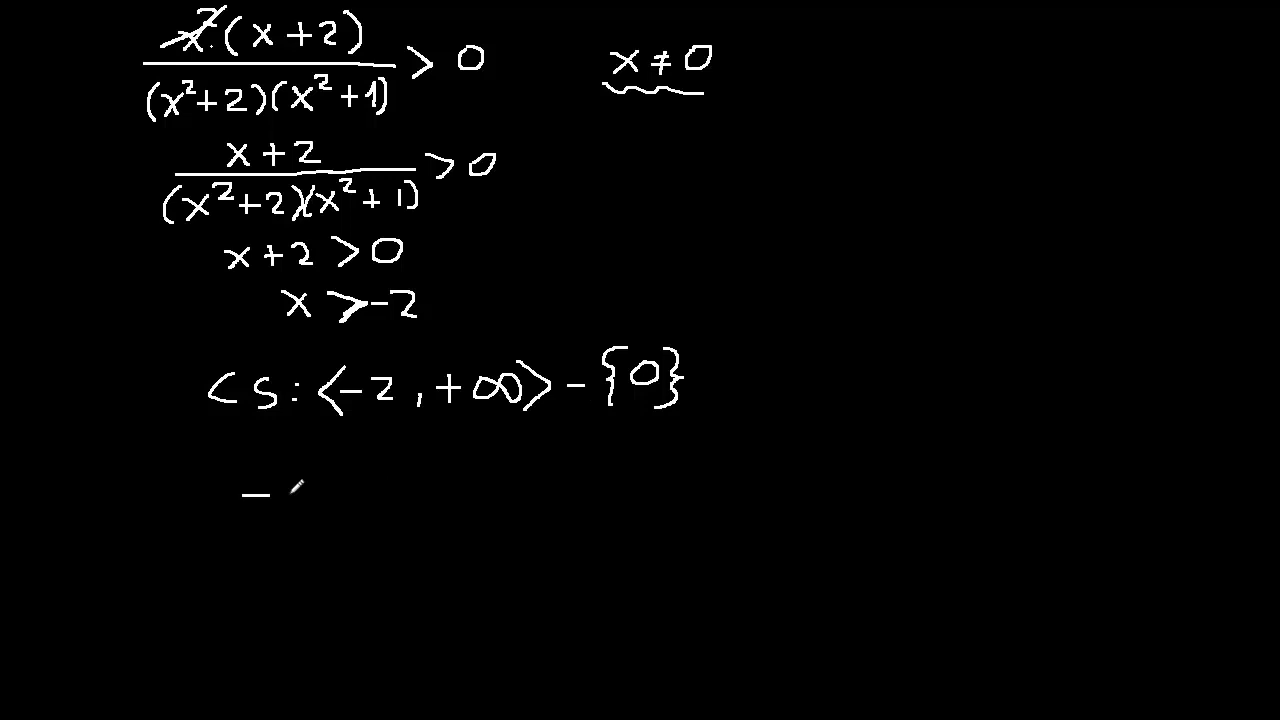 x²(x+2)/(x²+2)(x²+1) > 0 x ≠ 0
x+2/(x²+2)(x²+1) > 0
x+2 > 0
x > -2
CS: <-2, +∞> - {0}